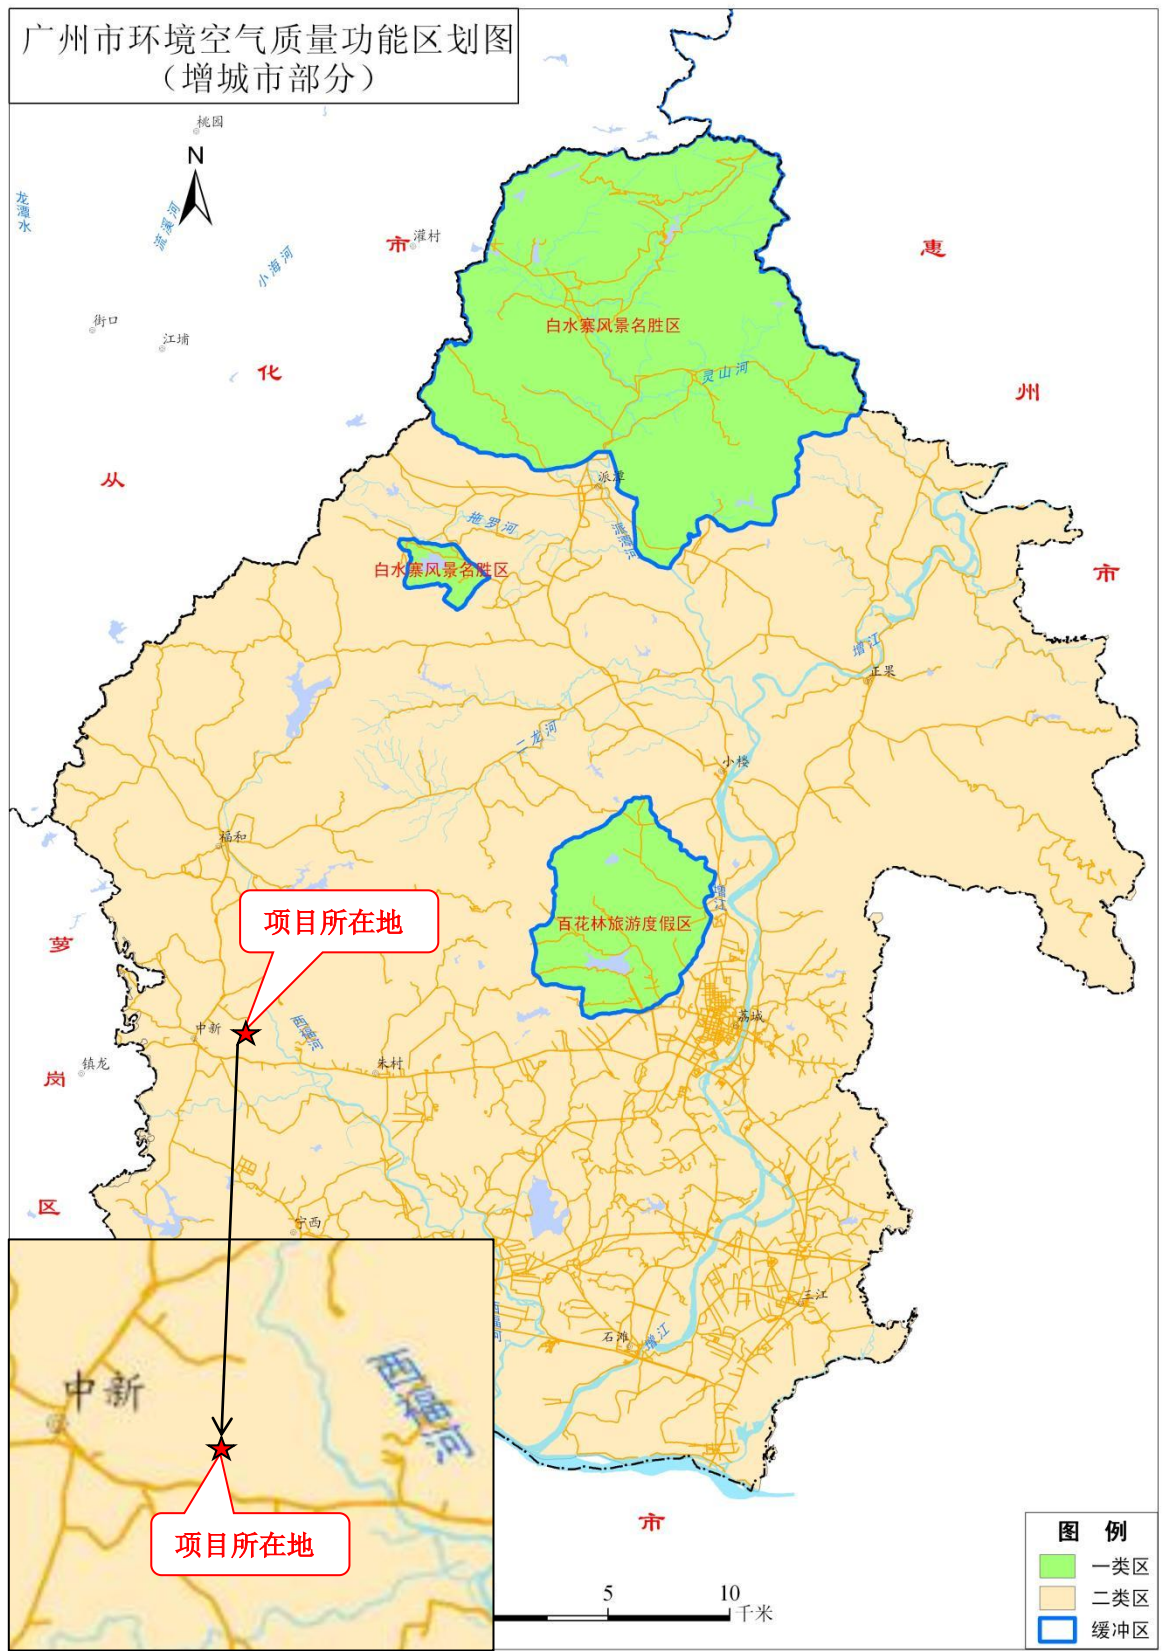 广州市环境空气质量功能区划图
（增城市部分）
桃园
N
龙潭水
流溪河
小海河
市
灌村
惠
街口
江埔
白水寨风景名胜区
化
灵山河
州
从
派潭
拖罗河
派潭河
白水寨风景名胜区
市
增江
正果
二龙河
小楼
福和
项目所在地
增江
百花林旅游度假区
萝
中新
西福河
荔城
朱村
岗
镇龙
区
宁西
三江
西福河
石滩
增江
中新
西福河
项目所在地
市
图 例
一类区
二类区
缓冲区
5
10
千米